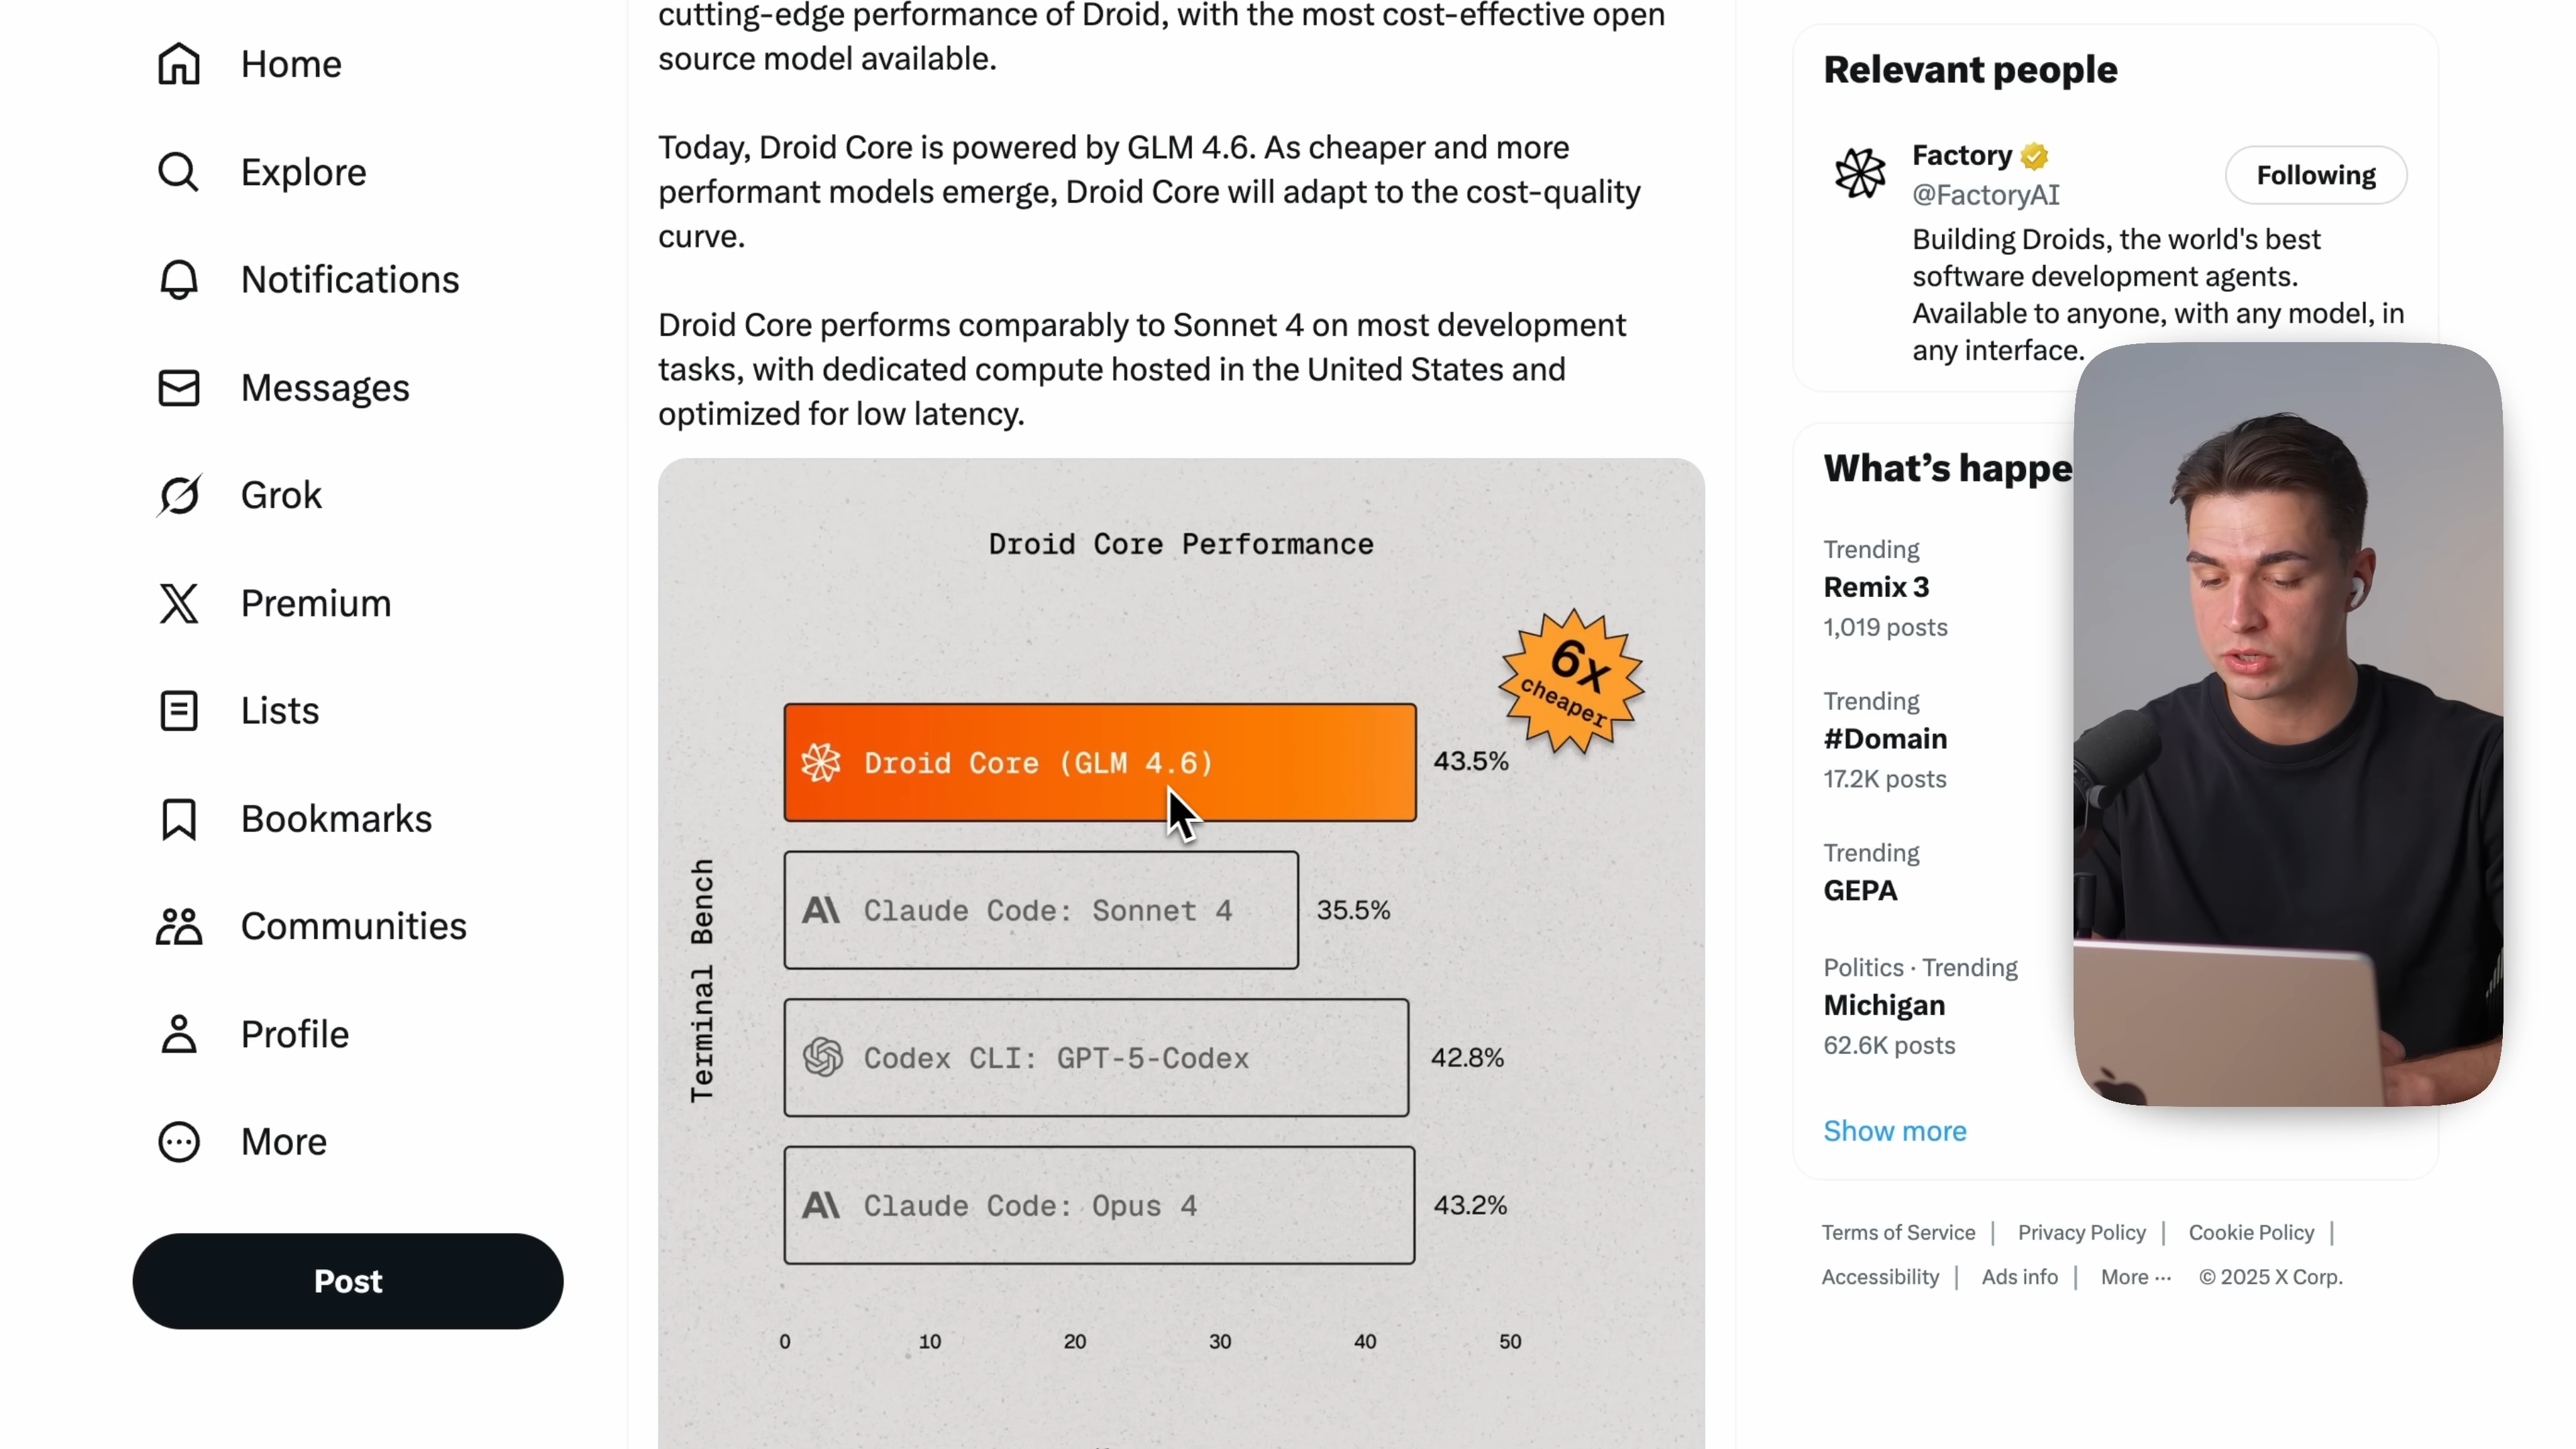 Home
Explore
Notifications
Messages
Grok
Premium
Lists
Bookmarks
Communities
Profile
More
Post
cutting-edge performance of Droid, with the most cost-effective open
source model available.
Today, Droid Core is powered by GLM 4.6. As cheaper and more
performant models emerge, Droid Core will adapt to the cost-quality
curve.
Droid Core performs comparably to Sonnet 4 on most development
tasks, with dedicated compute hosted in the United States and
optimized for low latency.
Droid Core Performance
6x
cheaper
Terminal Bench
Droid Core (GLM 4.6)
43.5%
Claude Code: Sonnet 4
35.5%
Codex CLI: GPT-5-Codex
42.8%
Claude Code: Opus 4
43.2%
0 10 20 30 40 50
Relevant people
Factory
@FactoryAI
Following
Building Droids, the world's best
software development agents.
Available to anyone, with any model, in
any interface.
What's happe
Trending
Remix 3
1,019 posts
Trending
#Domain
17.2K posts
Trending
GEPA
Politics · Trending
Michigan
62.6K posts
Show more
Terms of Service | Privacy Policy | Cookie Policy |
Accessibility | Ads info | More ··· © 2025 X Corp.